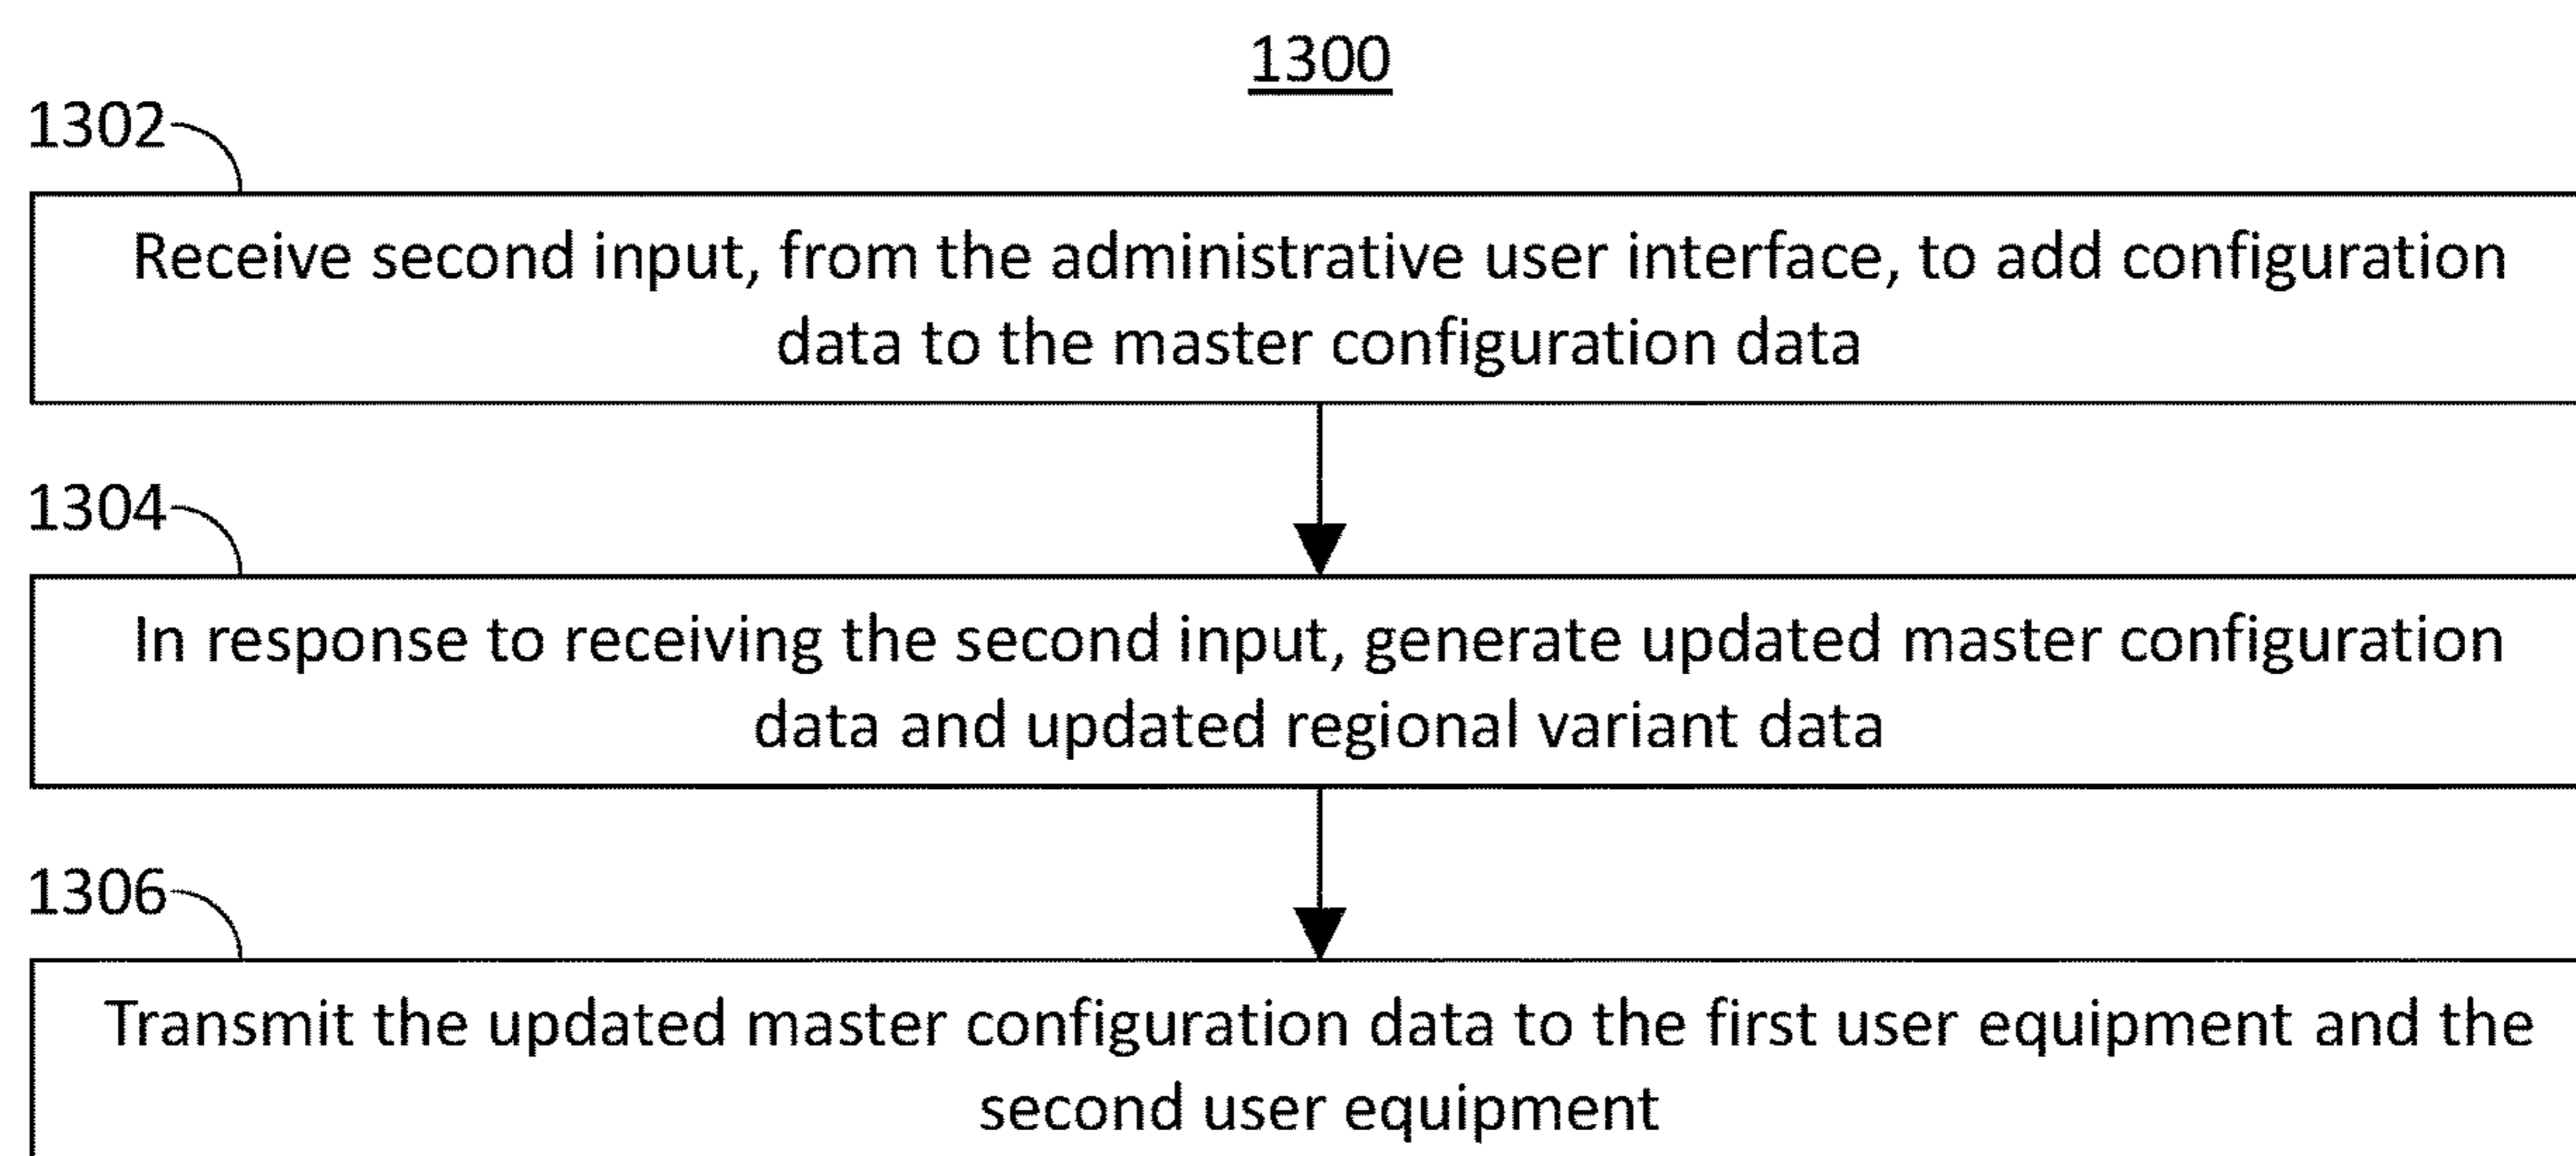 1300
1302
Receive second input, from the administrative user interface, to add configuration
data to the master configuration data
1304
In response to receiving the second input, generate updated master configuration
data and updated regional variant data
1306
Transmit the updated master configuration data to the first user equipment and the
second user equipment